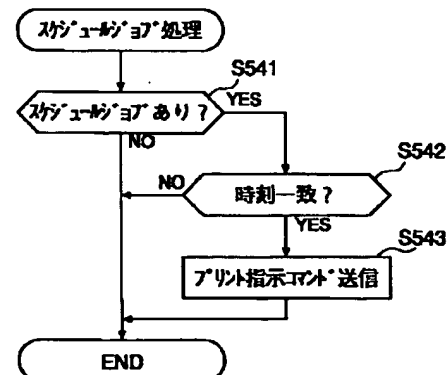 スケジュールジョブ処理
S541
スケジュールジョブあり?
YES
NO
S542
NO
時刻一致?
YES
S543
プリント指示コマンド送信
END